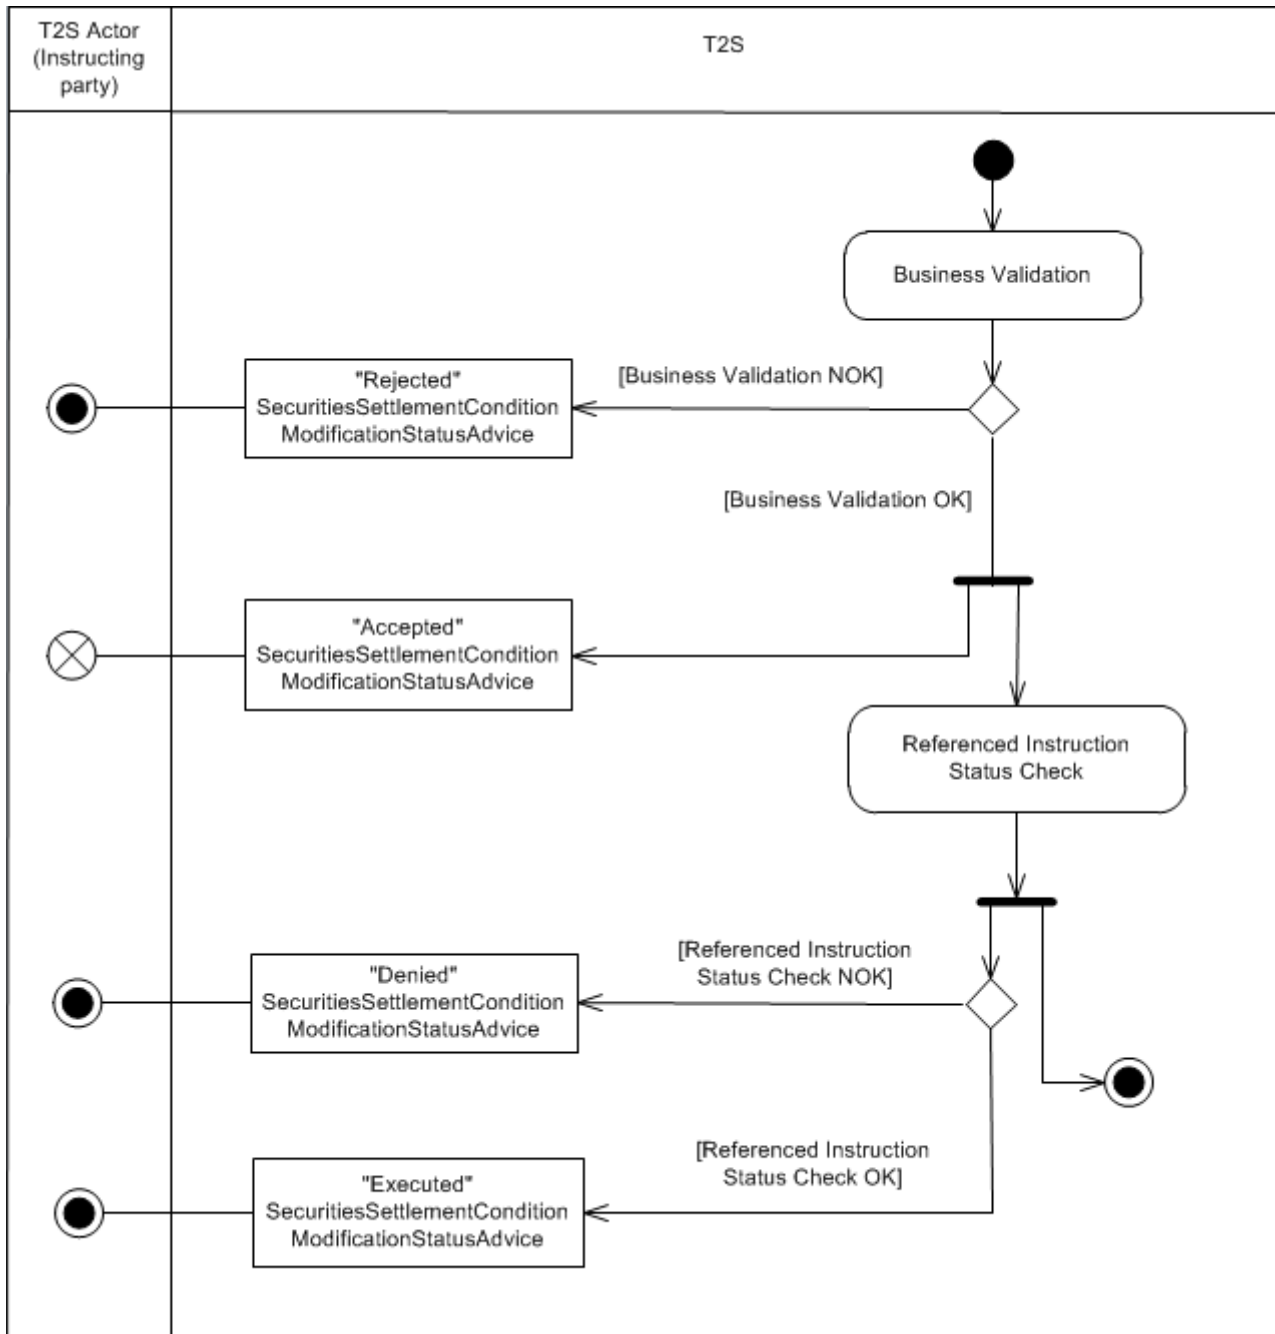 T2S Actor
(Instructing
party)
T2S
Business Validation
[Business Validation NOK]
"Rejected"
SecuritiesSettlementCondition
ModificationStatusAdvice
[Business Validation OK]
"Accepted"
SecuritiesSettlementCondition
ModificationStatusAdvice
Referenced Instruction
Status Check
[Referenced Instruction
Status Check NOK]
"Denied"
SecuritiesSettlementCondition
ModificationStatusAdvice
[Referenced Instruction
Status Check OK]
"Executed"
SecuritiesSettlementCondition
ModificationStatusAdvice